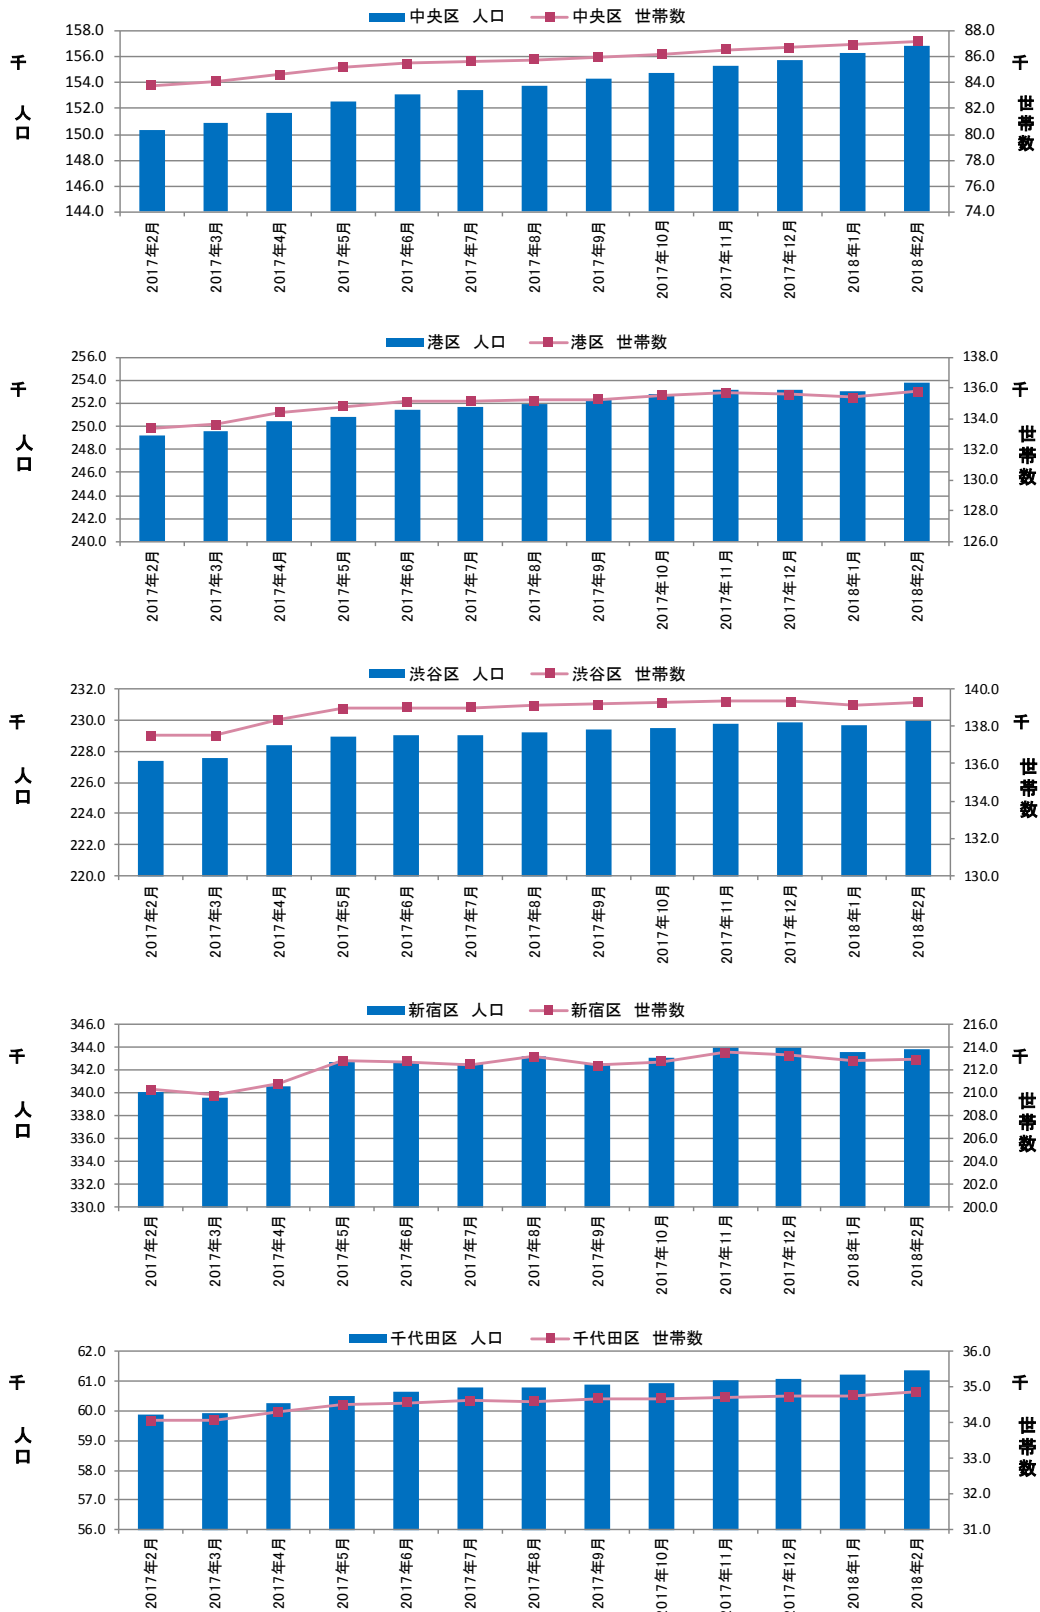 中央区　人口　中央区　世帯数
千
人口
158.0
156.0
154.0
152.0
150.0
148.0
146.0
144.0
88.0
86.0
84.0
82.0
80.0
78.0
76.0
74.0
千
世帯数
2017年2月
2017年3月
2017年4月
2017年5月
2017年6月
2017年7月
2017年8月
2017年9月
2017年10月
2017年11月
2017年12月
2018年1月
2018年2月
港区　人口　港区　世帯数
千
人口
256.0
254.0
252.0
250.0
248.0
246.0
244.0
242.0
240.0
138.0
136.0
134.0
132.0
130.0
128.0
126.0
千
世帯数
2017年2月
2017年3月
2017年4月
2017年5月
2017年6月
2017年7月
2017年8月
2017年9月
2017年10月
2017年11月
2017年12月
2018年1月
2018年2月
渋谷区　人口　渋谷区　世帯数
千
人口
232.0
230.0
228.0
226.0
224.0
222.0
220.0
140.0
138.0
136.0
134.0
132.0
130.0
千
世帯数
2017年2月
2017年3月
2017年4月
2017年5月
2017年6月
2017年7月
2017年8月
2017年9月
2017年10月
2017年11月
2017年12月
2018年1月
2018年2月
新宿区　人口　新宿区　世帯数
千
人口
346.0
344.0
342.0
340.0
338.0
336.0
334.0
332.0
330.0
216.0
214.0
212.0
210.0
208.0
206.0
204.0
202.0
200.0
千
世帯数
2017年2月
2017年3月
2017年4月
2017年5月
2017年6月
2017年7月
2017年8月
2017年9月
2017年10月
2017年11月
2017年12月
2018年1月
2018年2月
千代田区　人口　千代田区　世帯数
千
人口
62.0
61.0
60.0
59.0
58.0
57.0
56.0
36.0
35.0
34.0
33.0
32.0
31.0
千
世帯数
2017年2月
2017年3月
2017年4月
2017年5月
2017年6月
2017年7月
2017年8月
2017年9月
2017年10月
2017年11月
2017年12月
2018年1月
2018年2月